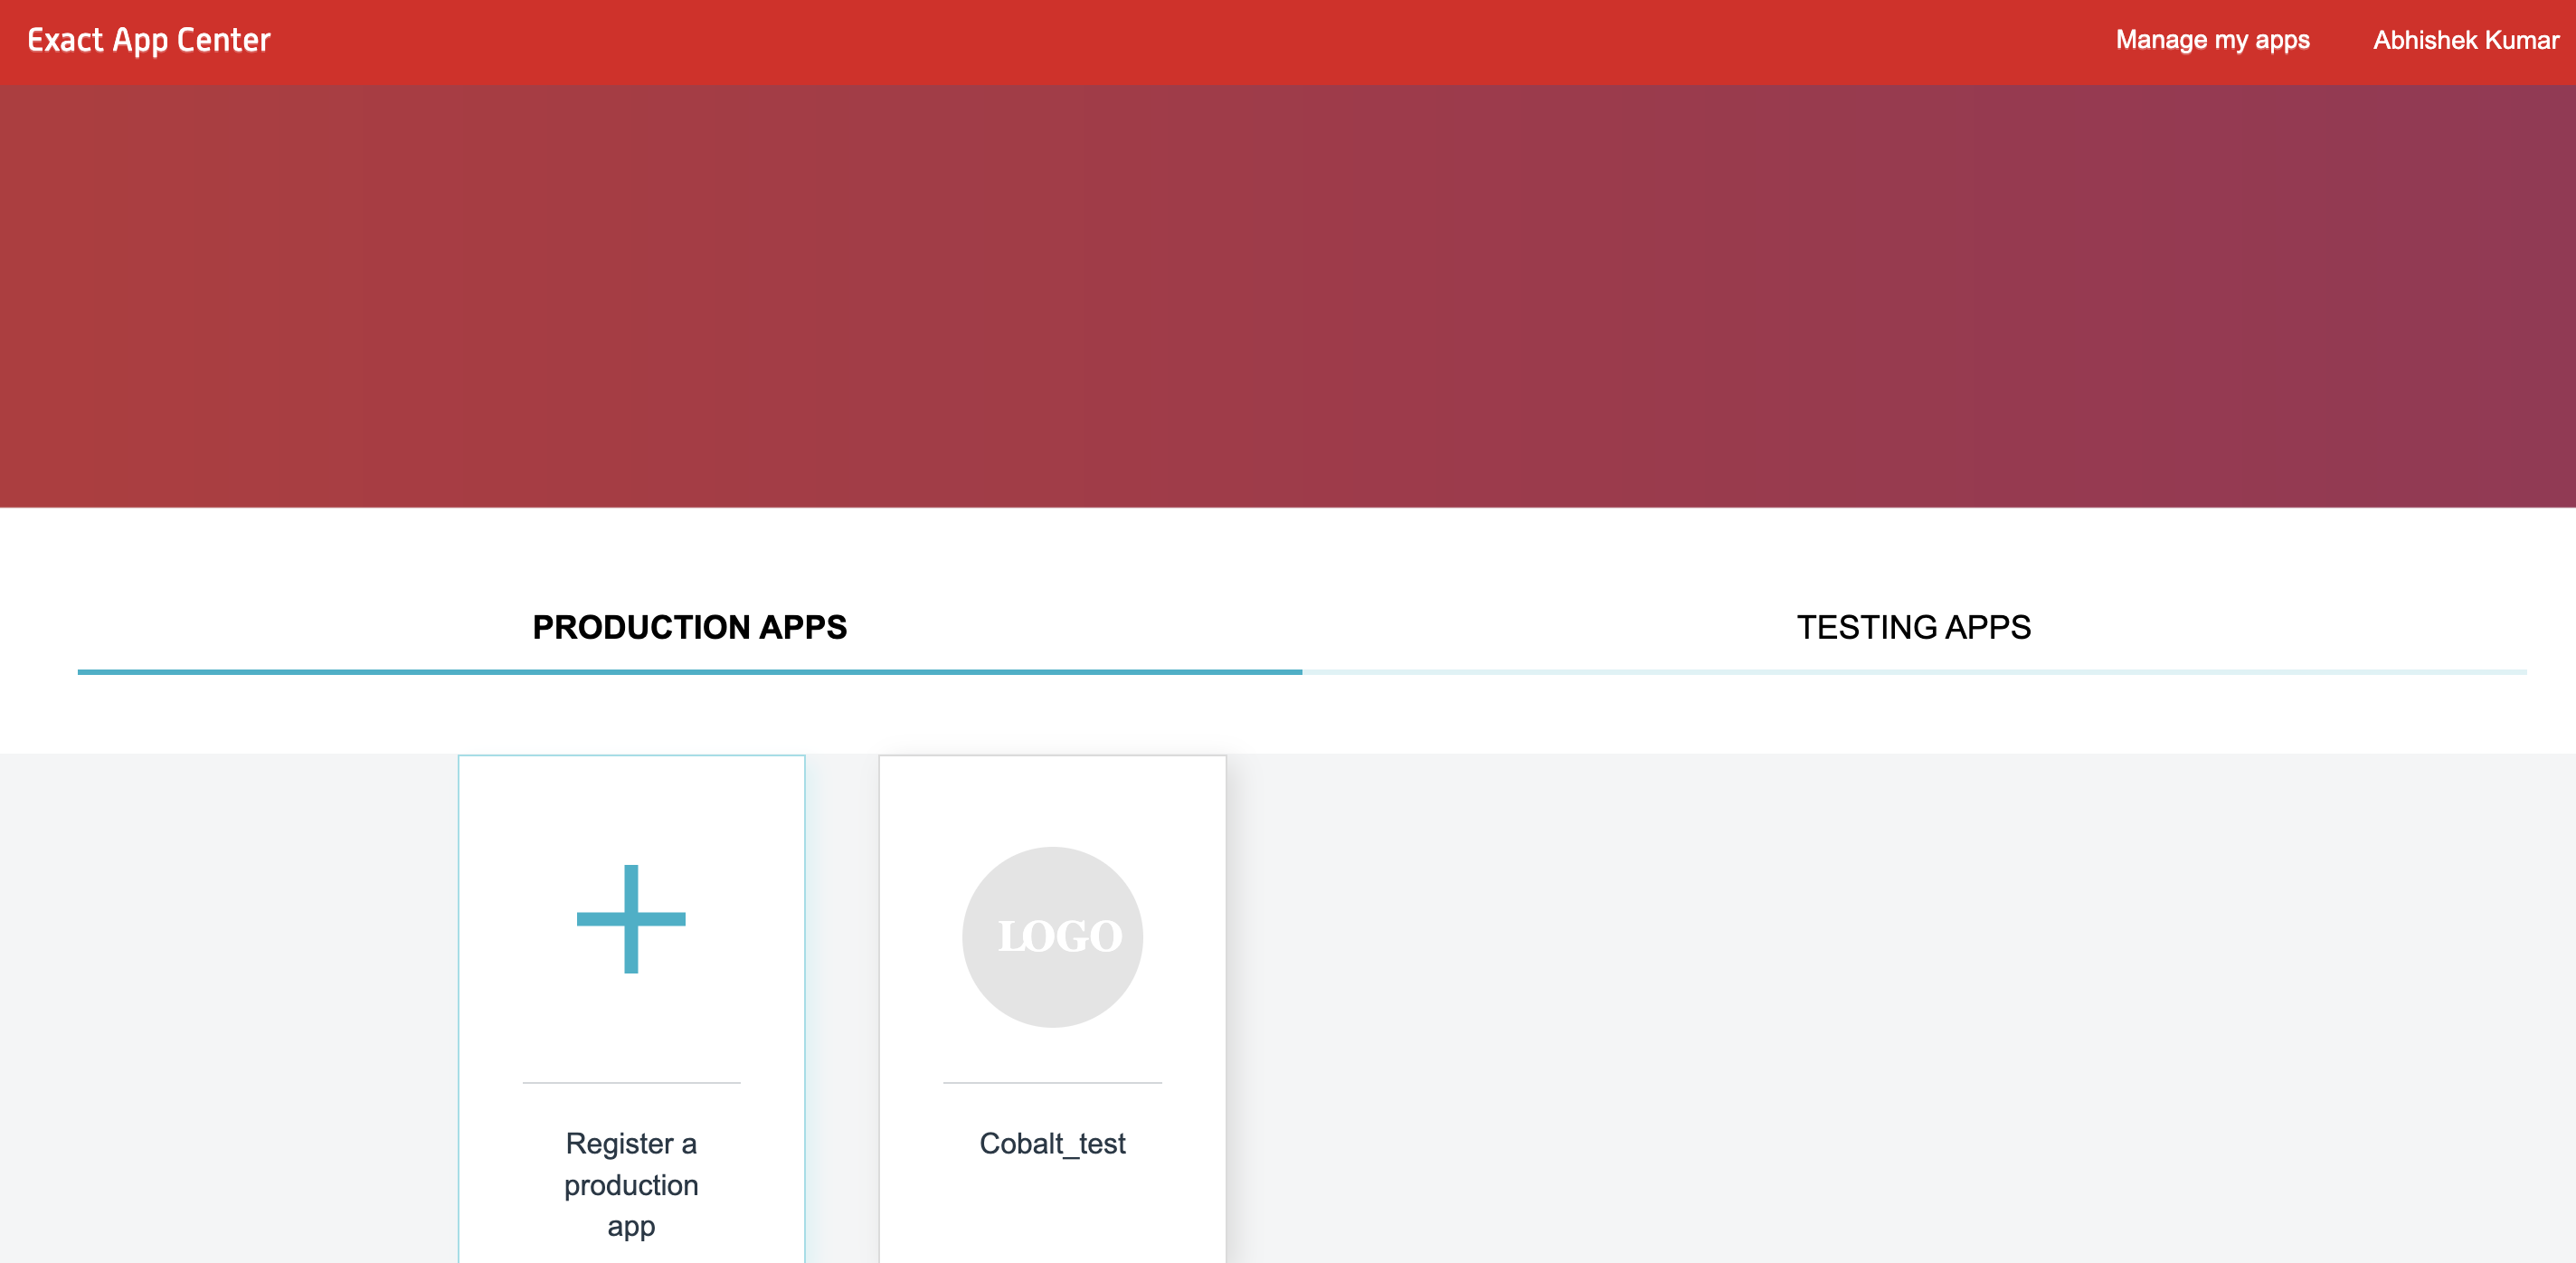 Exact App Center
Manage my apps
Abhishek Kumar
PRODUCTION APPS
TESTING APPS
LOGO
Register a
production
app
Cobalt_test